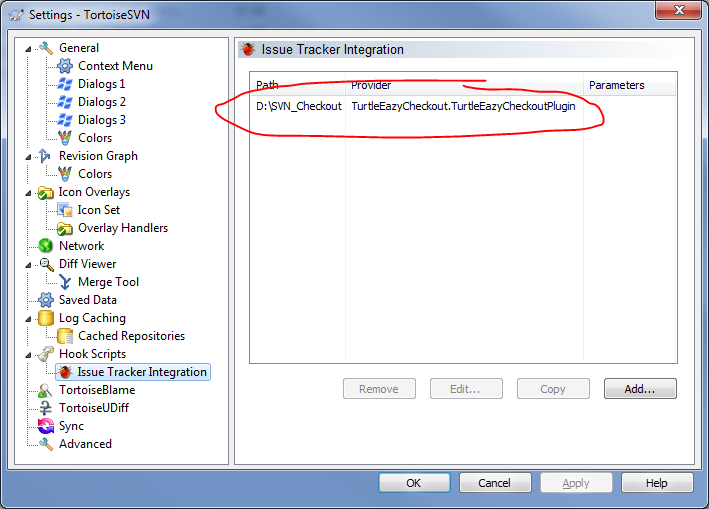 Settings - TortoiseSVN
General
Context Menu
Dialogs 1
Dialogs 2
Dialogs 3
Colors
Revision Graph
Colors
Icon Overlays
Icon Set
Overlay Handlers
Network
Diff Viewer
Merge Tool
Saved Data
Log Caching
Cached Repositories
Hook Scripts
Issue Tracker Integration
TortoiseBlame
TortoiseUDiff
Sync
Advanced
Issue Tracker Integration
Path Provider Parameters
D:\SVN_Checkout TurtleEazyCheckout.TurtleEazyCheckoutPlugin
Remove Edit... Copy Add...
OK Cancel Apply Help